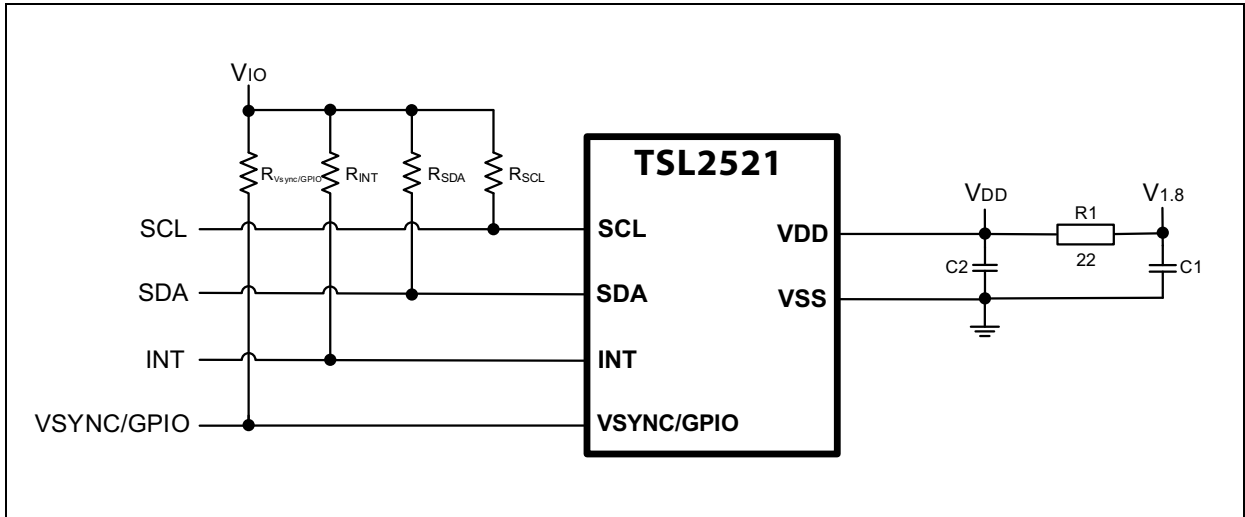 VIO
RVsync/GPIO RINT RSDA RSCL
TSL2521
SCL
SDA
INT
VSYNC/GPIO
SCL
SDA
INT
VSYNC/GPIO
VDD
VSS
VDD
V1.8
R1
22
C2
C1